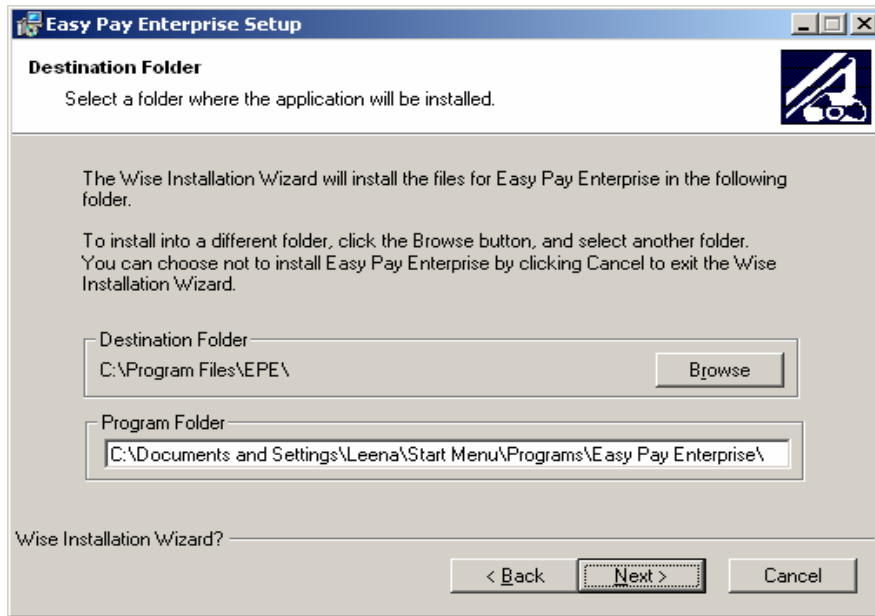 Easy Pay Enterprise Setup
Destination Folder
Select a folder where the application will be installed.
The Wise Installation Wizard will install the files for Easy Pay Enterprise in the following
folder.
To install into a different folder, click the Browse button, and select another folder.
You can choose not to install Easy Pay Enterprise by clicking Cancel to exit the Wise
Installation Wizard.
Destination Folder
C:\Program Files\EPE\
Browse
Program Folder
C:\Documents and Settings\Leena\Start Menu\Programs\Easy Pay Enterprise\
Wise Installation Wizard?
< Back Next > Cancel